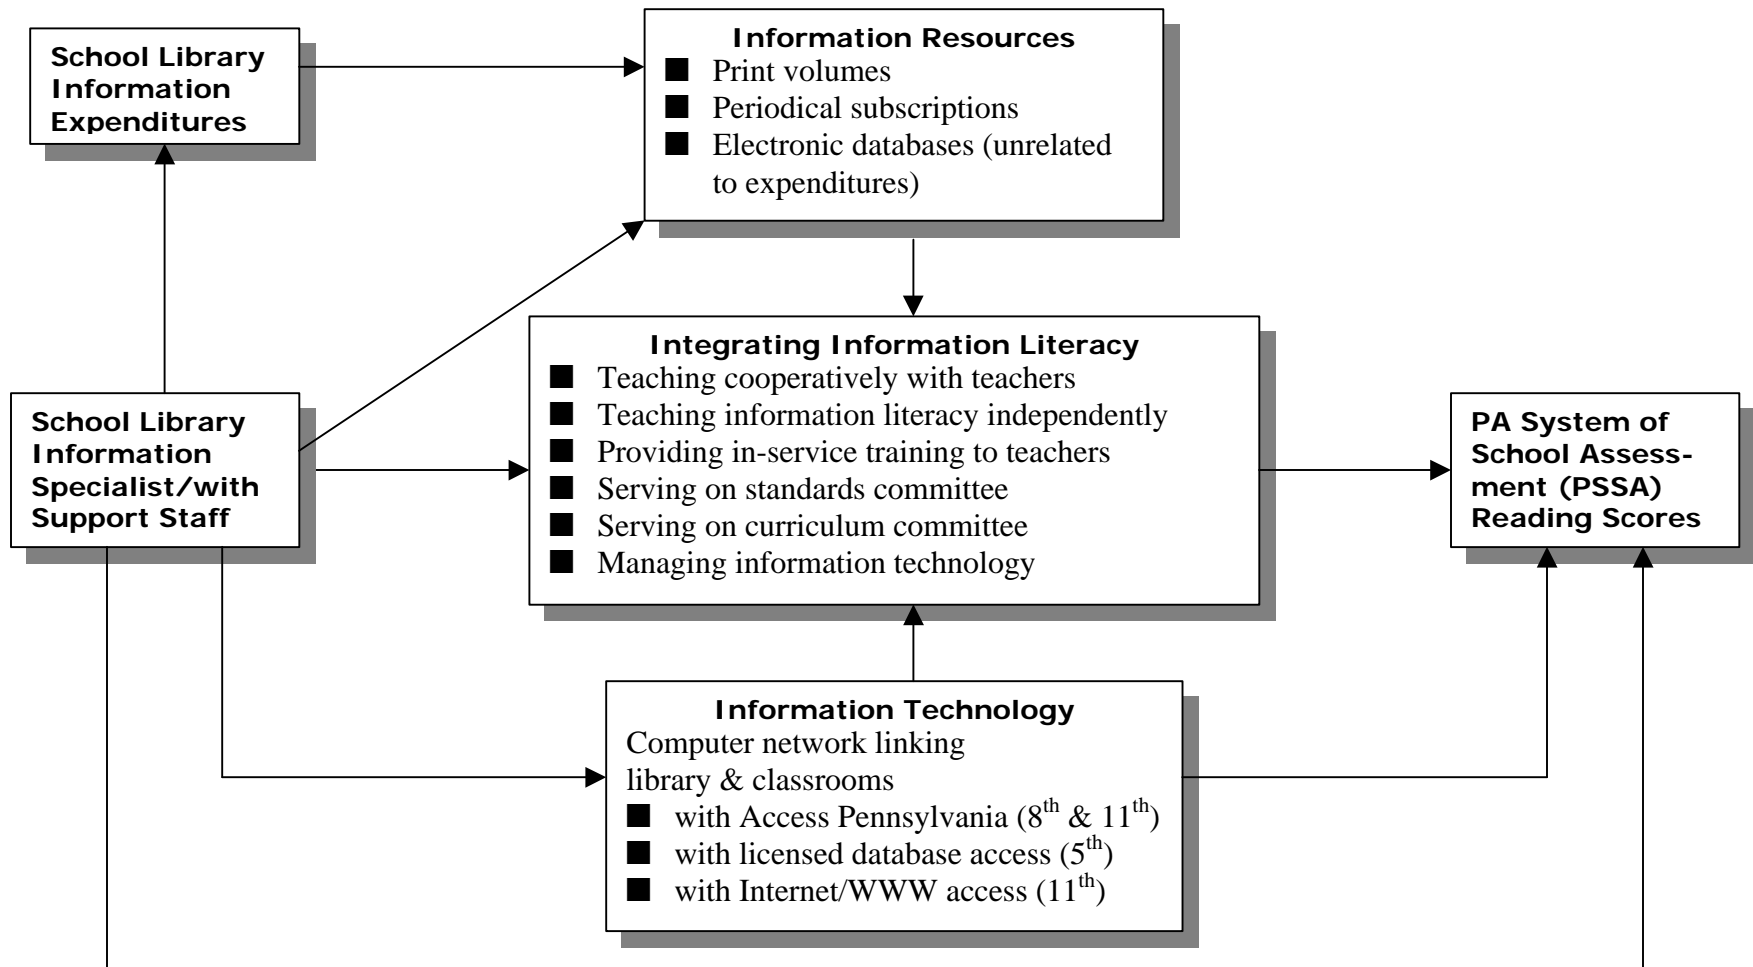 School Library
Information
Expenditures
Information Resources
■ Print volumes
■ Periodical subscriptions
■ Electronic databases (unrelated
to expenditures)
Integrating Information Literacy
■ Teaching cooperatively with teachers
■ Teaching information literacy independently
■ Providing in-service training to teachers
■ Serving on standards committee
■ Serving on curriculum committee
■ Managing information technology
School Library
Information
Specialist/with
Support Staff
PA System of
School Assess-
ment (PSSA)
Reading Scores
Information Technology
Computer network linking
library & classrooms
■ with Access Pennsylvania (8th & 11th)
■ with licensed database access (5th)
■ with Internet/WWW access (11th)